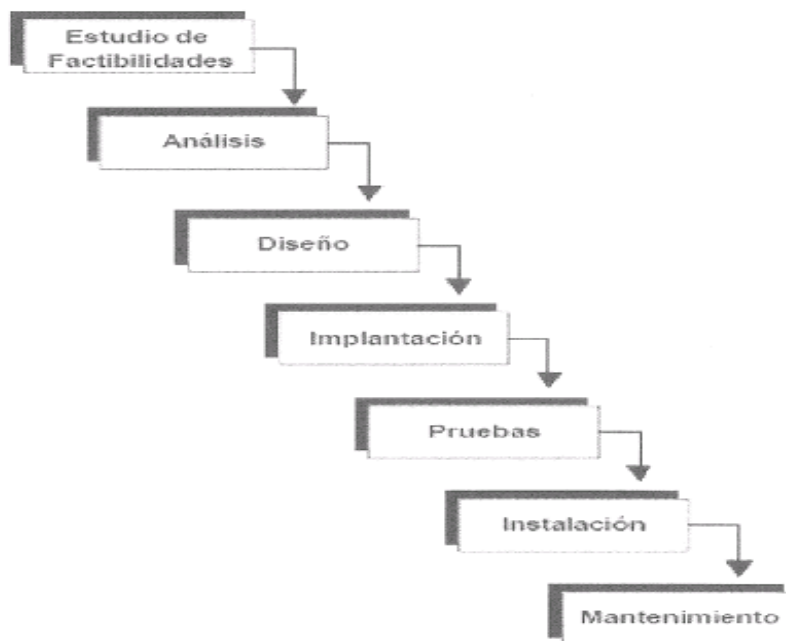 Estudio de
Factibilidades
Análisis
Diseño
Implantación
Pruebas
Instalación
Mantenimiento